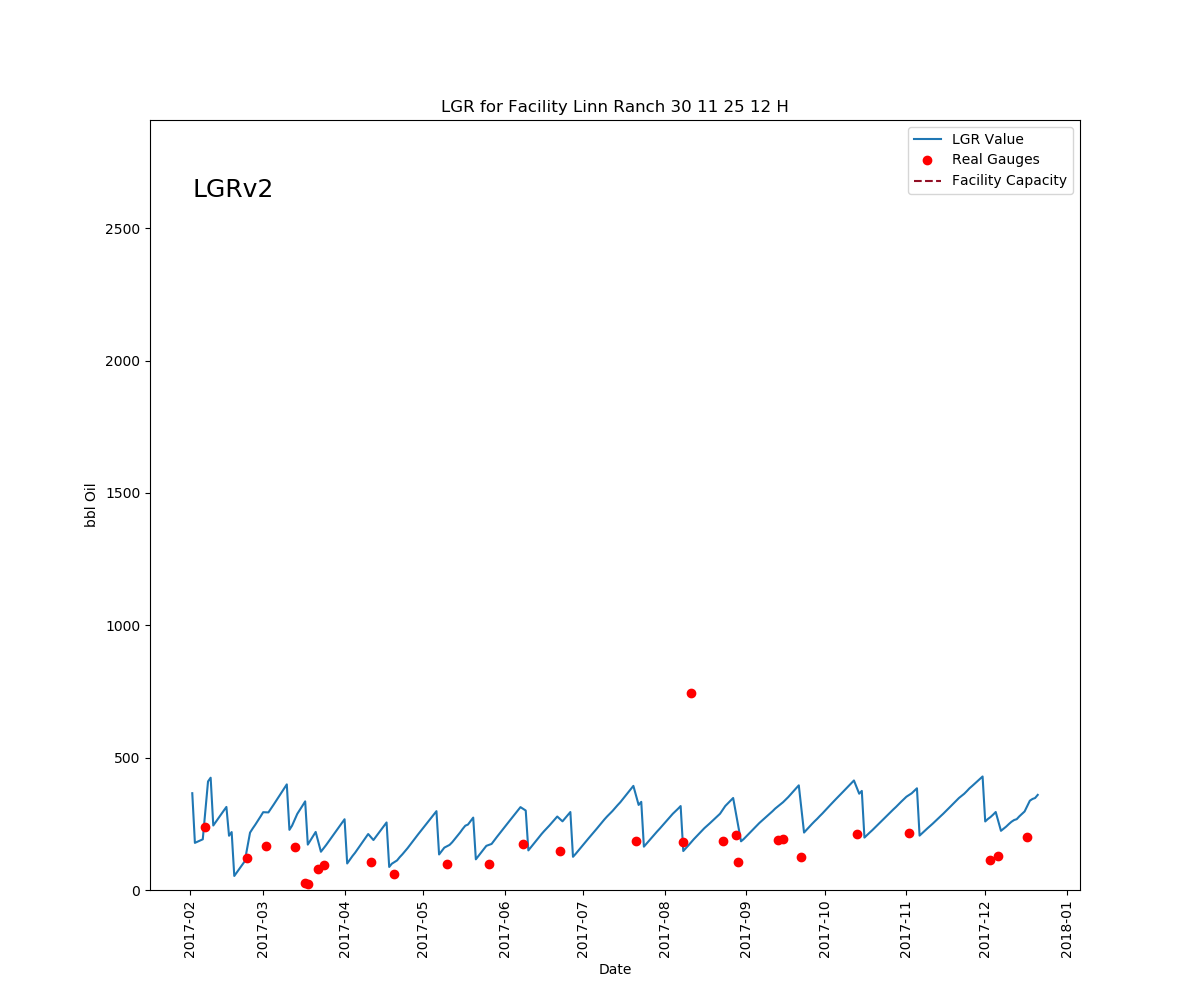 LGR for Facility Linn Ranch 30 11 25 12 H
LGR Value
Real Gauges
Facility Capacity
LGRv2
2500
2000
1500
1000
500
0
bbl Oil
2017-02
2017-03
2017-04
2017-05
2017-06
2017-07
2017-08
2017-09
2017-10
2017-11
2017-12
2018-01
Date